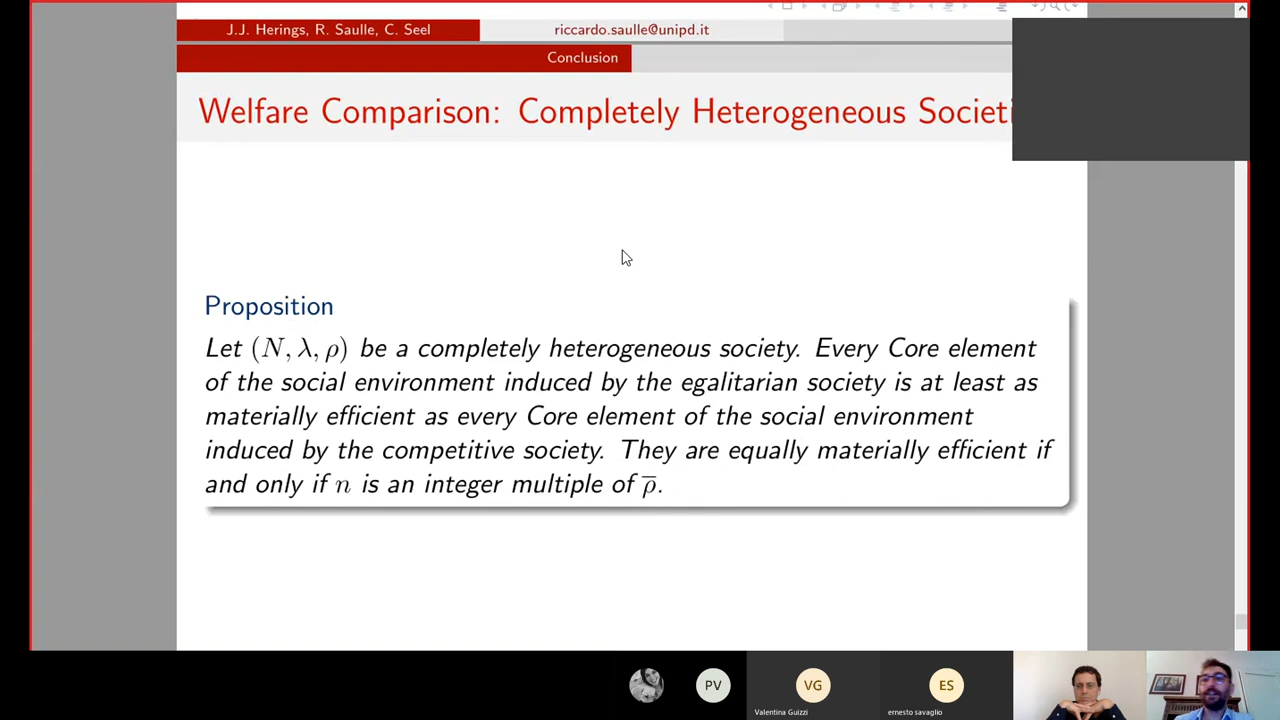 J.J. Herings, R. Saulle, C. Seel
riccardo.saulle@unipd.it
Conclusion
Welfare Comparison: Completely Heterogeneous
Proposition
Let (N, λ, ρ) be a completely heterogeneous society. Every Core element
of the social environment induced by the egalitarian society is at least as
materially efficient as every Core element of the social environment
induced by the competitive society. They are equally materially efficient if
and only if n is an integer multiple of ρ̅.
PV
VG
ES
Valentina Guizzi
ernesto savaglio